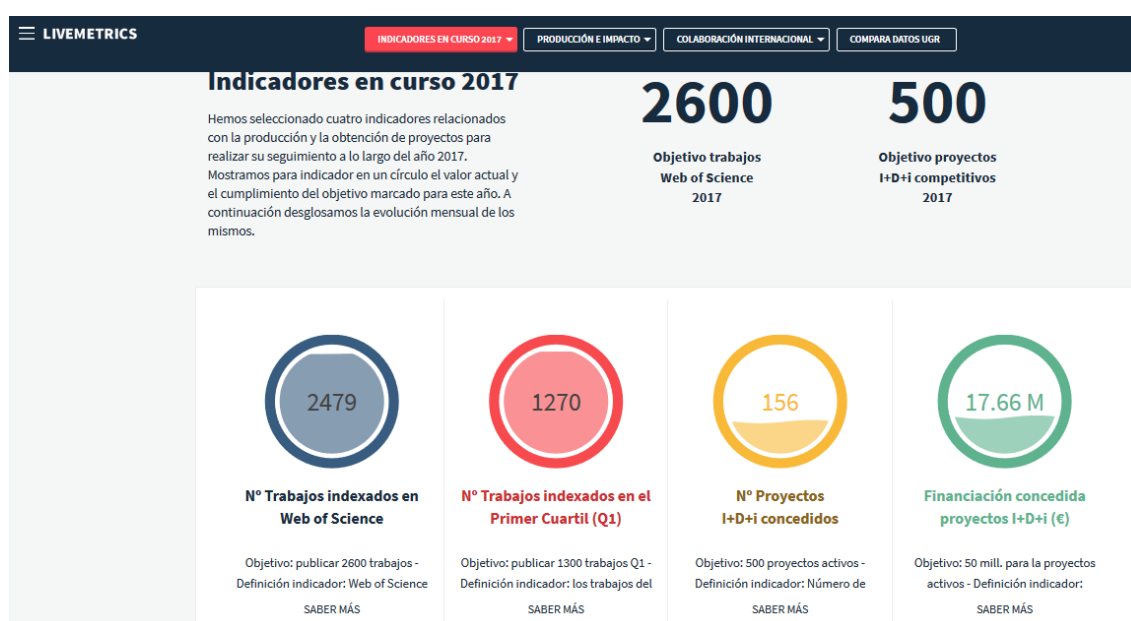 LIVEMETRICS
INDICADORES EN CURSO 2017
PRODUCCIÓN E IMPACTO
COLABORACIÓN INTERNACIONAL
COMPARA DATOS UGR
Indicadores en curso 2017
Hemos seleccionado cuatro indicadores relacionados
con la producción y la obtención de proyectos para
realizar su seguimiento a lo largo del año 2017.
Mostramos para indicador en un círculo el valor actual y
el cumplimiento del objetivo marcado para este año. A
continuación desglosamos la evolución mensual de los
mismos.
2600
Objetivo trabajos
Web of Science
2017
500
Objetivo proyectos
I+D+i competitivos
2017
2479
Nº Trabajos indexados en
Web of Science
Objetivo: publicar 2600 trabajos -
Definición indicador: Web of Science
SABER MÁS
1270
Nº Trabajos indexados en el
Primer Cuartil (Q1)
Objetivo: publicar 1300 trabajos Q1 -
Definición indicador: los trabajos del
SABER MÁS
156
Nº Proyectos
I+D+i concedidos
Objetivo: 500 proyectos activos -
Definición indicador: Número de
SABER MÁS
17.66 M
Financiación concedida
proyectos I+D+i (€)
Objetivo: 50 mill. para la proyectos
activos - Definición indicador:
SABER MÁS